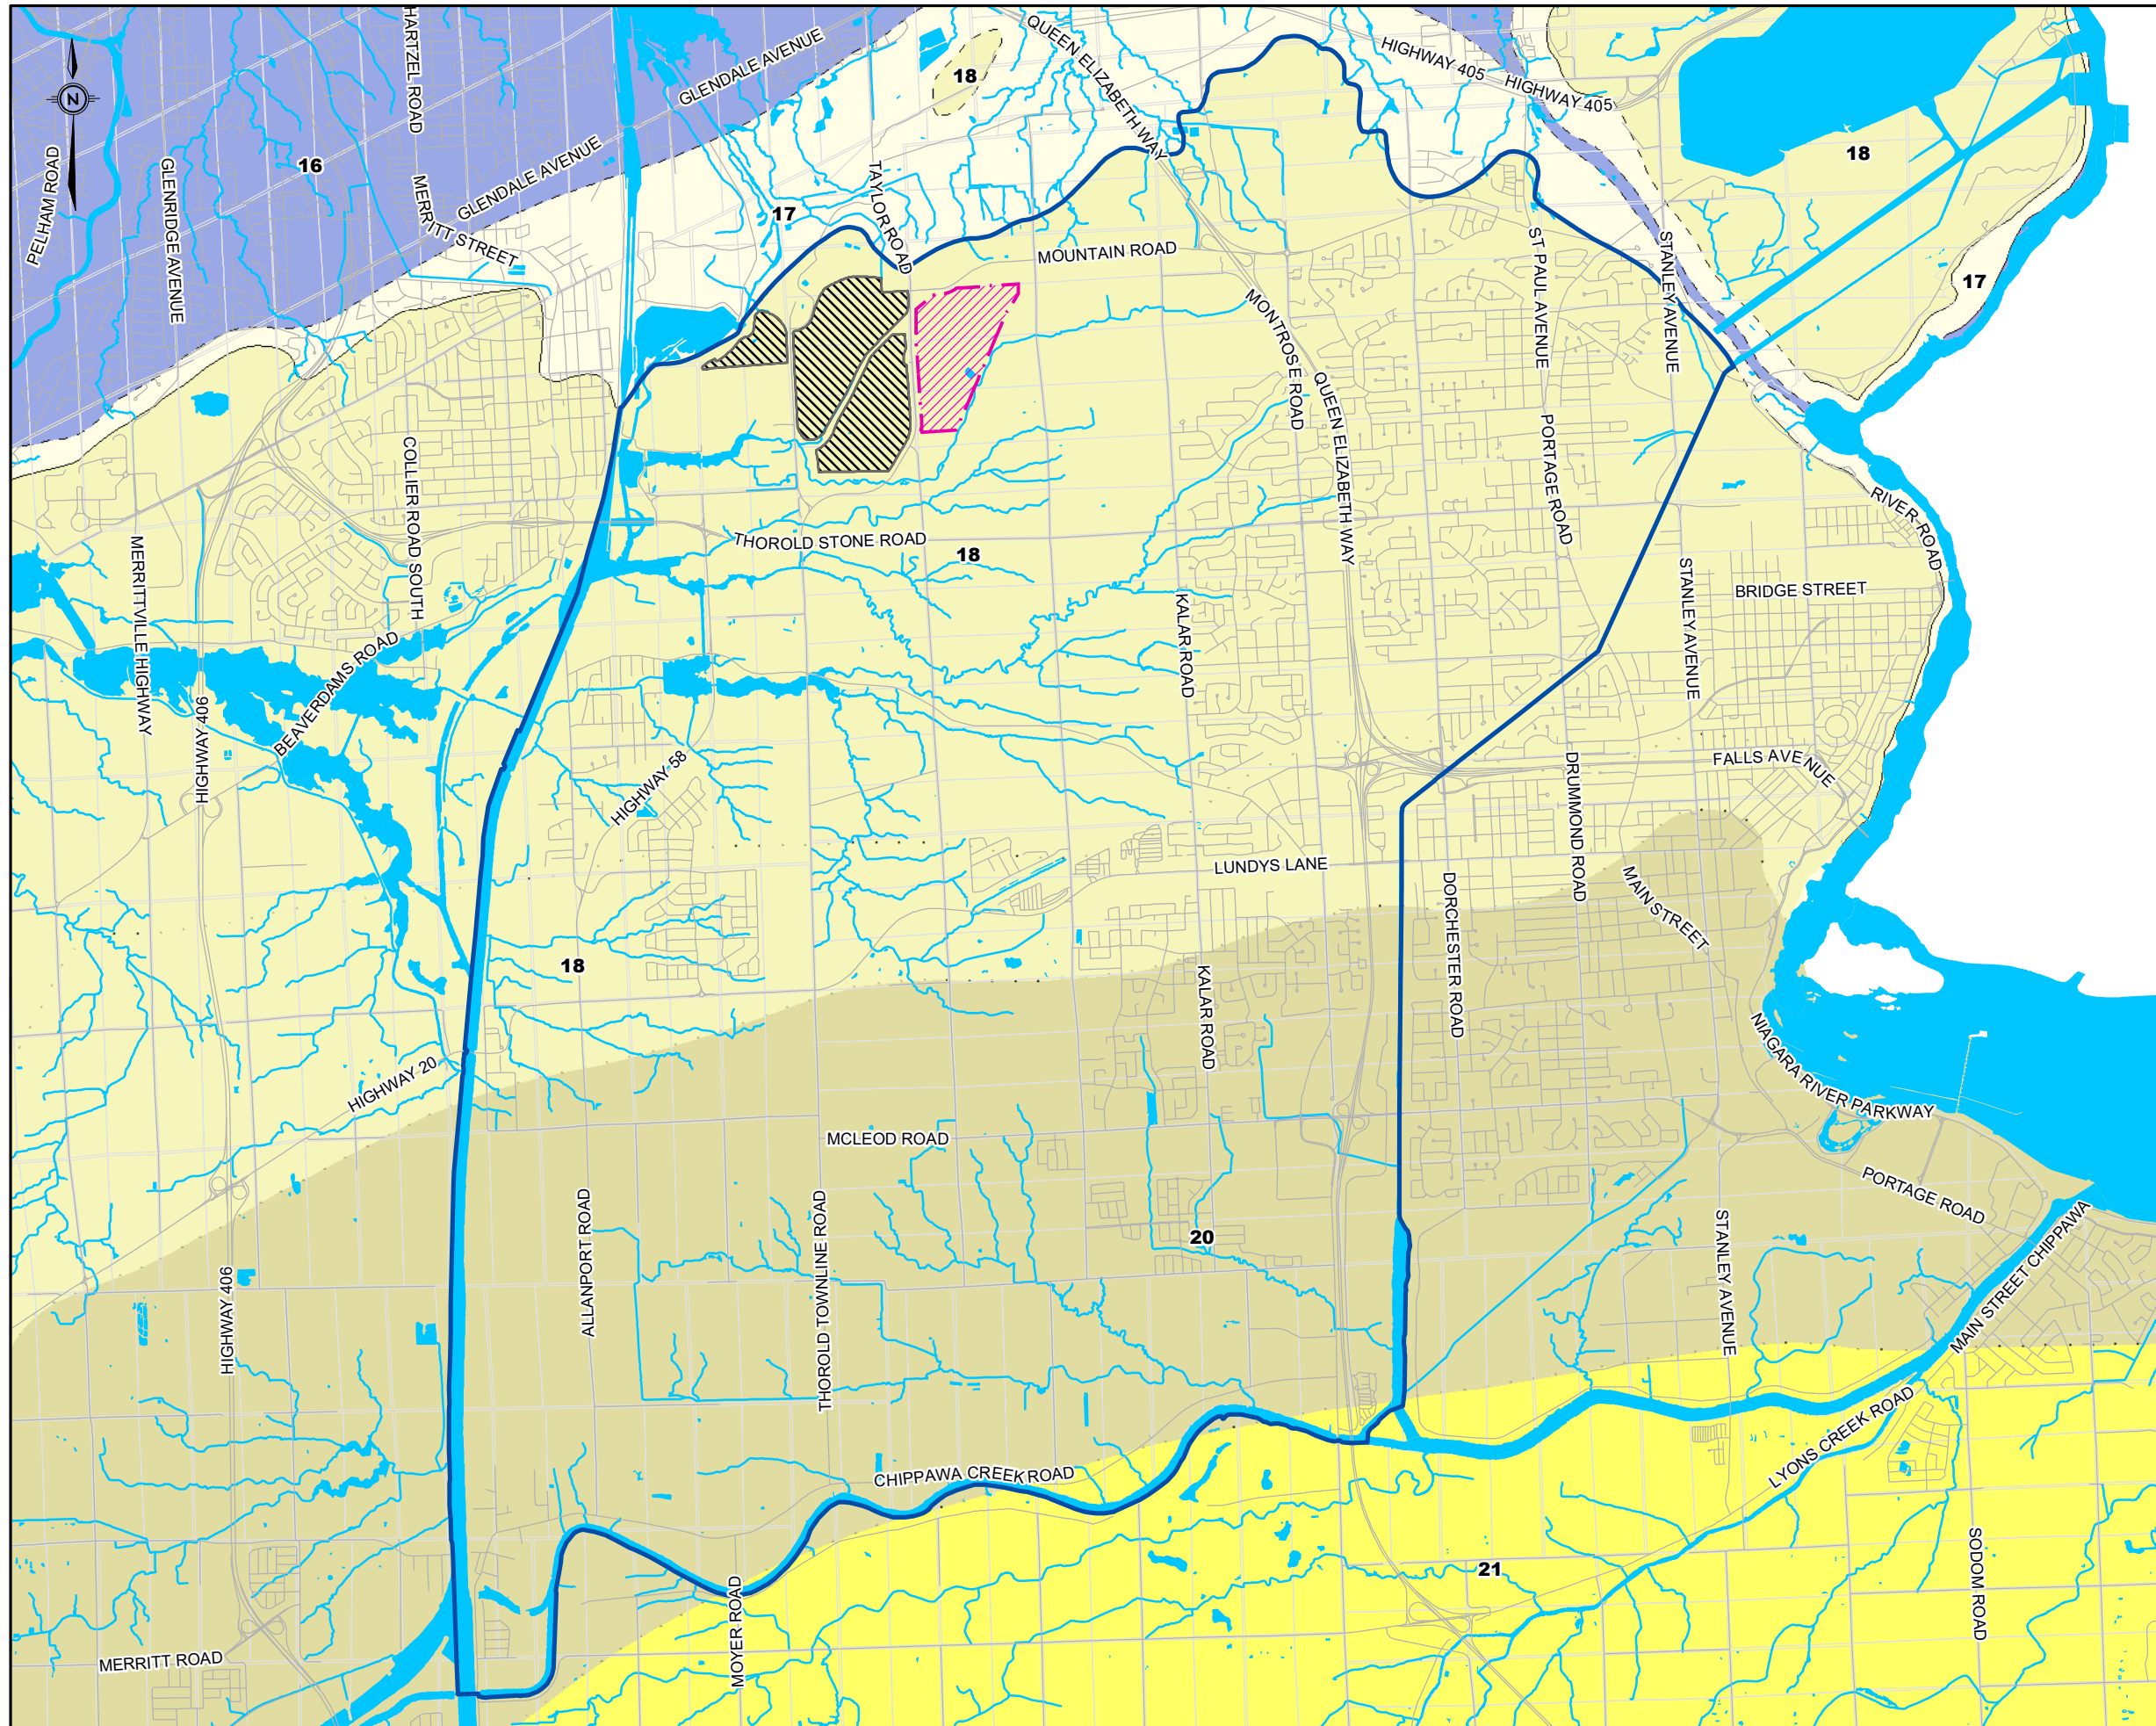 HARTZEL ROAD
QUEEN ELIZABETH WAY
GLENDALE AVENUE
HIGHWAY 405
HIGHWAY 405
18
N
16
18
PELHAM ROAD
GLENRIDGE AVENUE
MERRITT STREET
GLENDALE AVENUE
17
TAYLOR ROAD
MOUNTAIN ROAD
ST PAUL AVENUE
STANLEY AVENUE
17
MONTROSE ROAD
QUEEN ELIZABETH WAY
PORTAGE ROAD
COLLIER ROAD SOUTH
RIVER ROAD
MERRITTVILLE HIGHWAY
THOROLD STONE ROAD
18
KALAR ROAD
STANLEY AVENUE
BRIDGE STREET
BEAVERDAMS ROAD
HIGHWAY 406
HIGHWAY 58
FALLS AVENUE
DRUMMOND ROAD
LUNDYS LANE
DORCHESTER ROAD
MAIN STREET
18
KALAR ROAD
NIAGARA RIVER PARKWAY
HIGHWAY 20
MCLEOD ROAD
PORTAGE ROAD
ALLANPORT ROAD
THOROLD TOWNLINE ROAD
20
STANLEY AVENUE
MAIN STREET CHIPPAWA
HIGHWAY 406
LYONS CREEK ROAD
CHIPPAWA CREEK ROAD
21
SODOM ROAD
MOYER ROAD
MERRITT ROAD